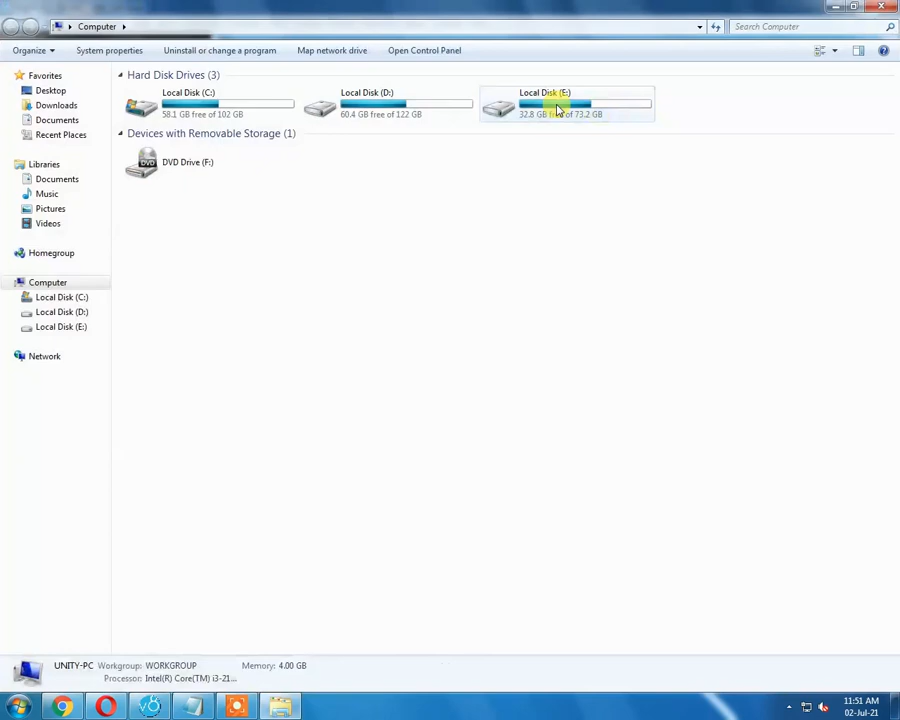 Computer
Search Computer
Organize
System properties
Uninstall or change a program
Map network drive
Open Control Panel
Favorites
Desktop
Downloads
Documents
Recent Places
Libraries
Documents
Music
Pictures
Videos
Homegroup
Computer
Local Disk (C:)
Local Disk (D:)
Local Disk (E:)
Network
Hard Disk Drives (3)
Local Disk (C:)
58.1 GB free of 102 GB
Local Disk (D:)
60.4 GB free of 122 GB
Local Disk (E:)
32.8 GB free of 73.2 GB
Devices with Removable Storage (1)
DVD
DVD Drive (F:)
UNITY-PC Workgroup: WORKGROUP Memory: 4.00 GB
Processor: Intel(R) Core(TM) i3-21...
11:51 AM
02-Jul-21